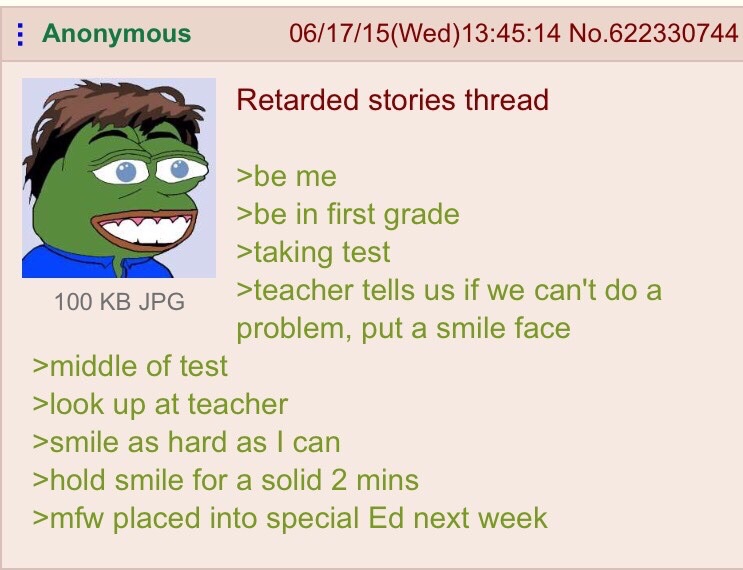 Anonymous 06/17/15(Wed)13:45:14 No.622330744
Retarded stories thread
>be me
>be in first grade
>taking test
>teacher tells us if we can't do a
problem, put a smile face
100 KB JPG
>middle of test
>look up at teacher
>smile as hard as I can
>hold smile for a solid 2 mins
>mfw placed into special Ed next week